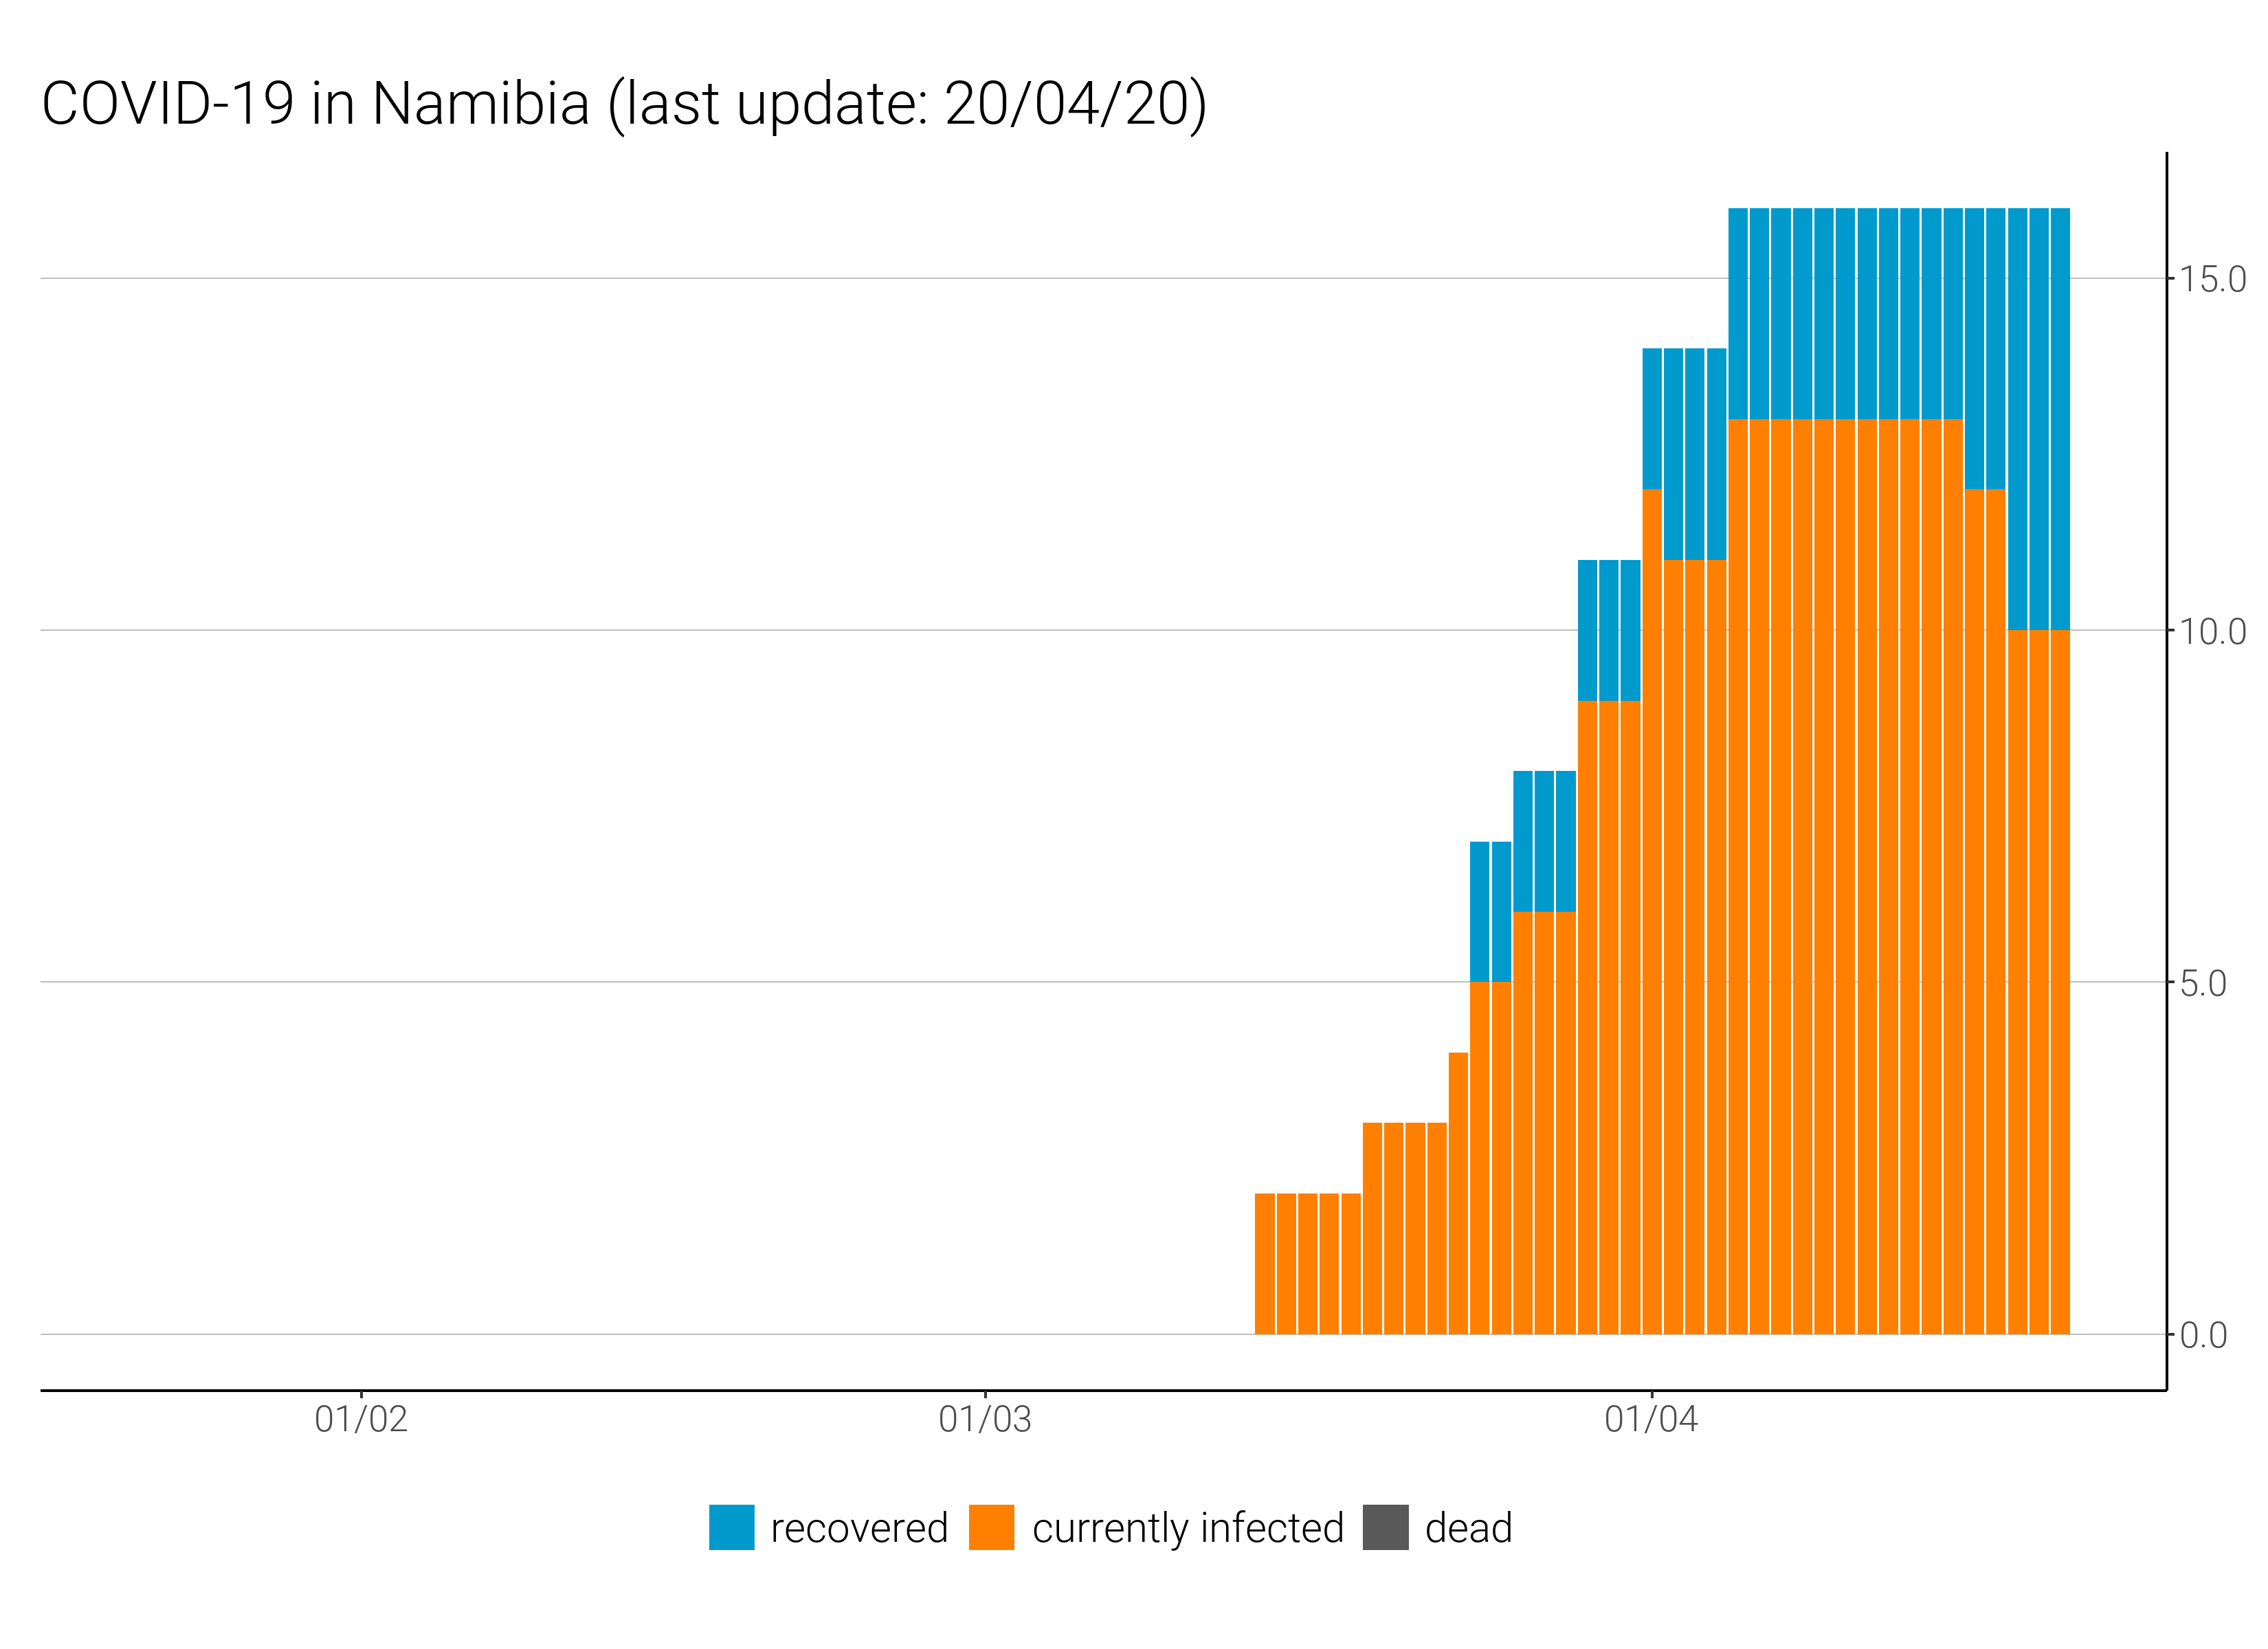 COVID-19 in Namibia (last update: 20/04/20)
15.0
10.0
5.0
0.0
01/02 01/03 01/04
recovered currently infected dead